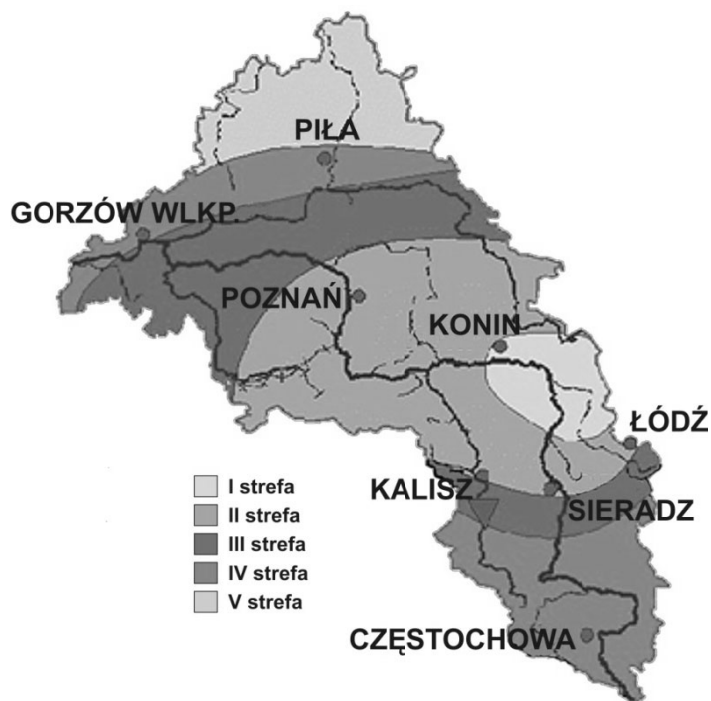 PIŁA
GORZÓW WLKP.
POZNAŃ
KONIN
ŁÓDŹ
KALISZ
SIERADZ
I strefa
II strefa
III strefa
IV strefa
V strefa
CZĘSTOCHOWA